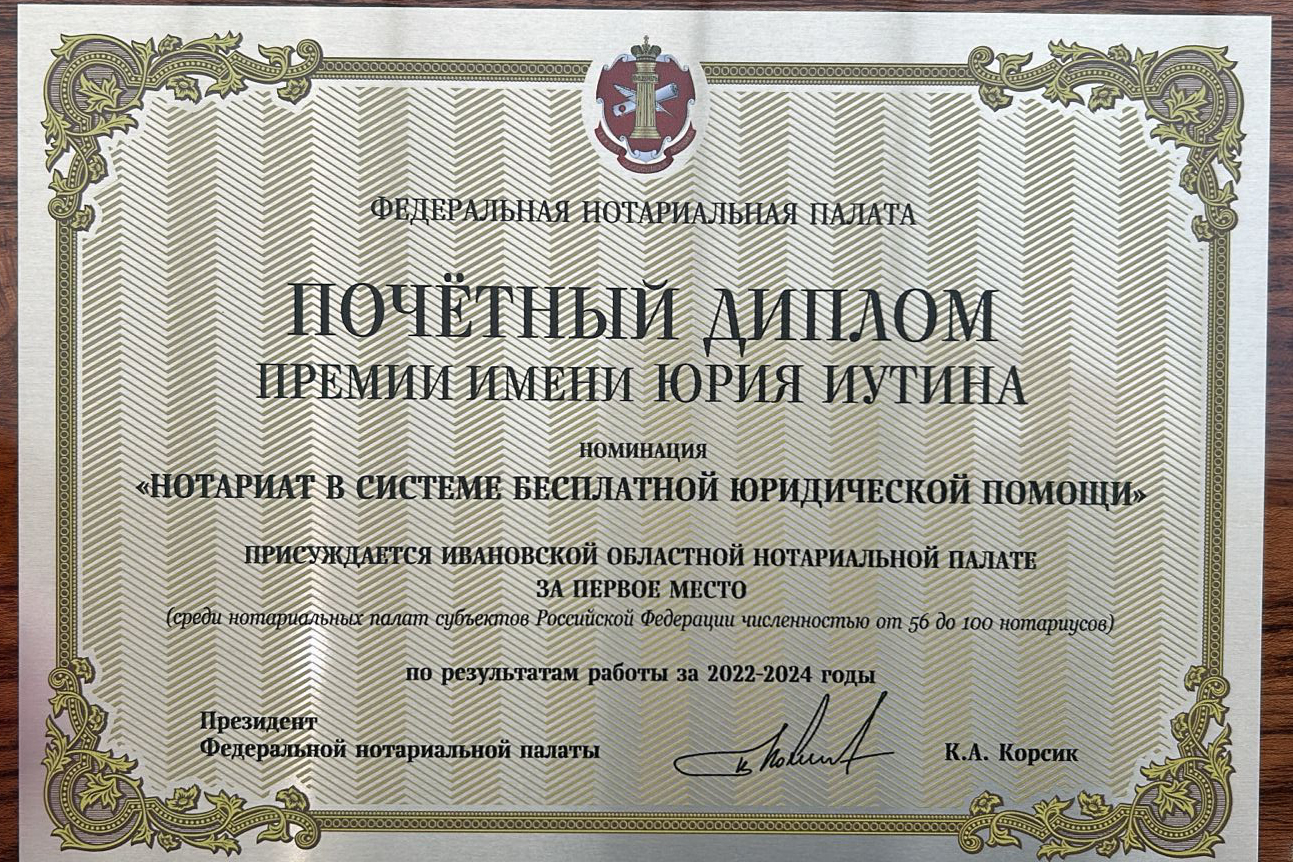 ФЕДЕРАЛЬНАЯ НОТАРИАЛЬНАЯ ПАЛАТА
ПОЧЁТНЫЙ ДИПЛОМ
ПРЕМИИ ИМЕНИ ЮРИЯ ИУТИНА
НОМИНАЦИЯ
«НОТАРИАТ В СИСТЕМЕ БЕСПЛАТНОЙ ЮРИДИЧЕСКОЙ ПОМОЩИ»
ПРИСУЖДАЕТСЯ ИВАНОВСКОЙ ОБЛАСТНОЙ НОТАРИАЛЬНОЙ ПАЛАТЕ
ЗА ПЕРВОЕ МЕСТО
(среди нотариальных палат субъектов Российской Федерации численностью от 56 до 100 нотариусов)
по результатам работы за 2022-2024 годы
Президент
Федеральной нотариальной палаты
К.А. Корсик